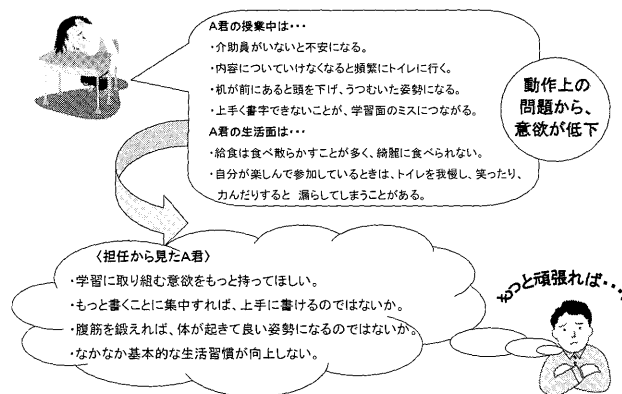 A君の授業中は・・・
・介助員がいないと不安になる。
・内容についていけなくなると頻繁にトイレに行く。
・机が前にあると頭を下げ、うつむいた姿勢になる。
・上手く書字できないことが、学習面のミスにつながる。
A君の生活面は・・・
・給食は食べ散らかすことが多く、綺麗に食べられない。
・自分が楽しんで参加しているときは、トイレを我慢し、笑ったり、
力んだりすると 漏らしてしまうことがある。
動作上の
問題から、
意欲が低下
〈担任から見たA君〉
・学習に取り組む意欲をもっと持ってほしい。
・もっと書くことに集中すれば、上手に書けるのではないか。
・腹筋を鍛えれば、体が起きて良い姿勢になるのではないか。
・なかなか基本的な生活習慣が向上しない。
もっと頑張れば・・・